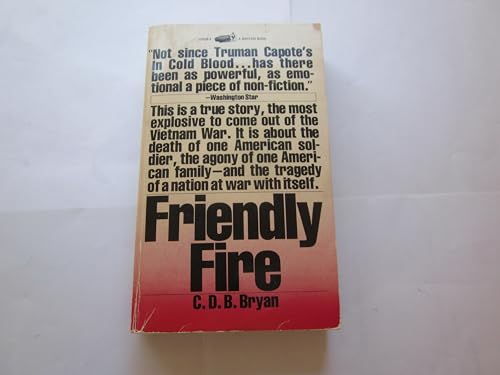 "Not since Truman Capote's
In Cold Blood...has there
been as powerful, as emo-
tional a piece of non-fiction."
—Washington Star
This is a true story, the most
explosive to come out of the
Vietnam War. It is about the
death of one American sol-
dier, the agony of one Ameri-
can family—and the tragedy
of a nation at war with itself.
Friendly
Fire
C. D. B. Bryan